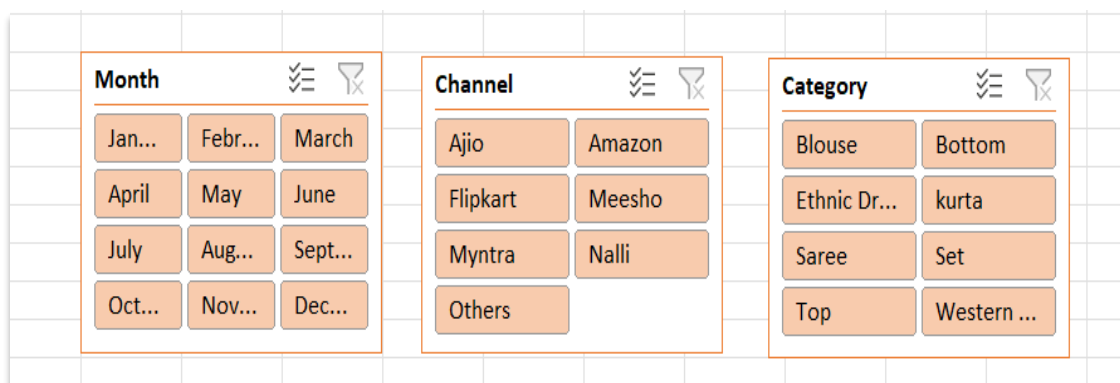 Month
Jan... Febr... March
April May June
July Aug... Sept...
Oct... Nov... Dec...
Channel
Ajio Amazon
Flipkart Meesho
Myntra Nalli
Others
Category
Blouse Bottom
Ethnic Dr... kurta
Saree Set
Top Western ...